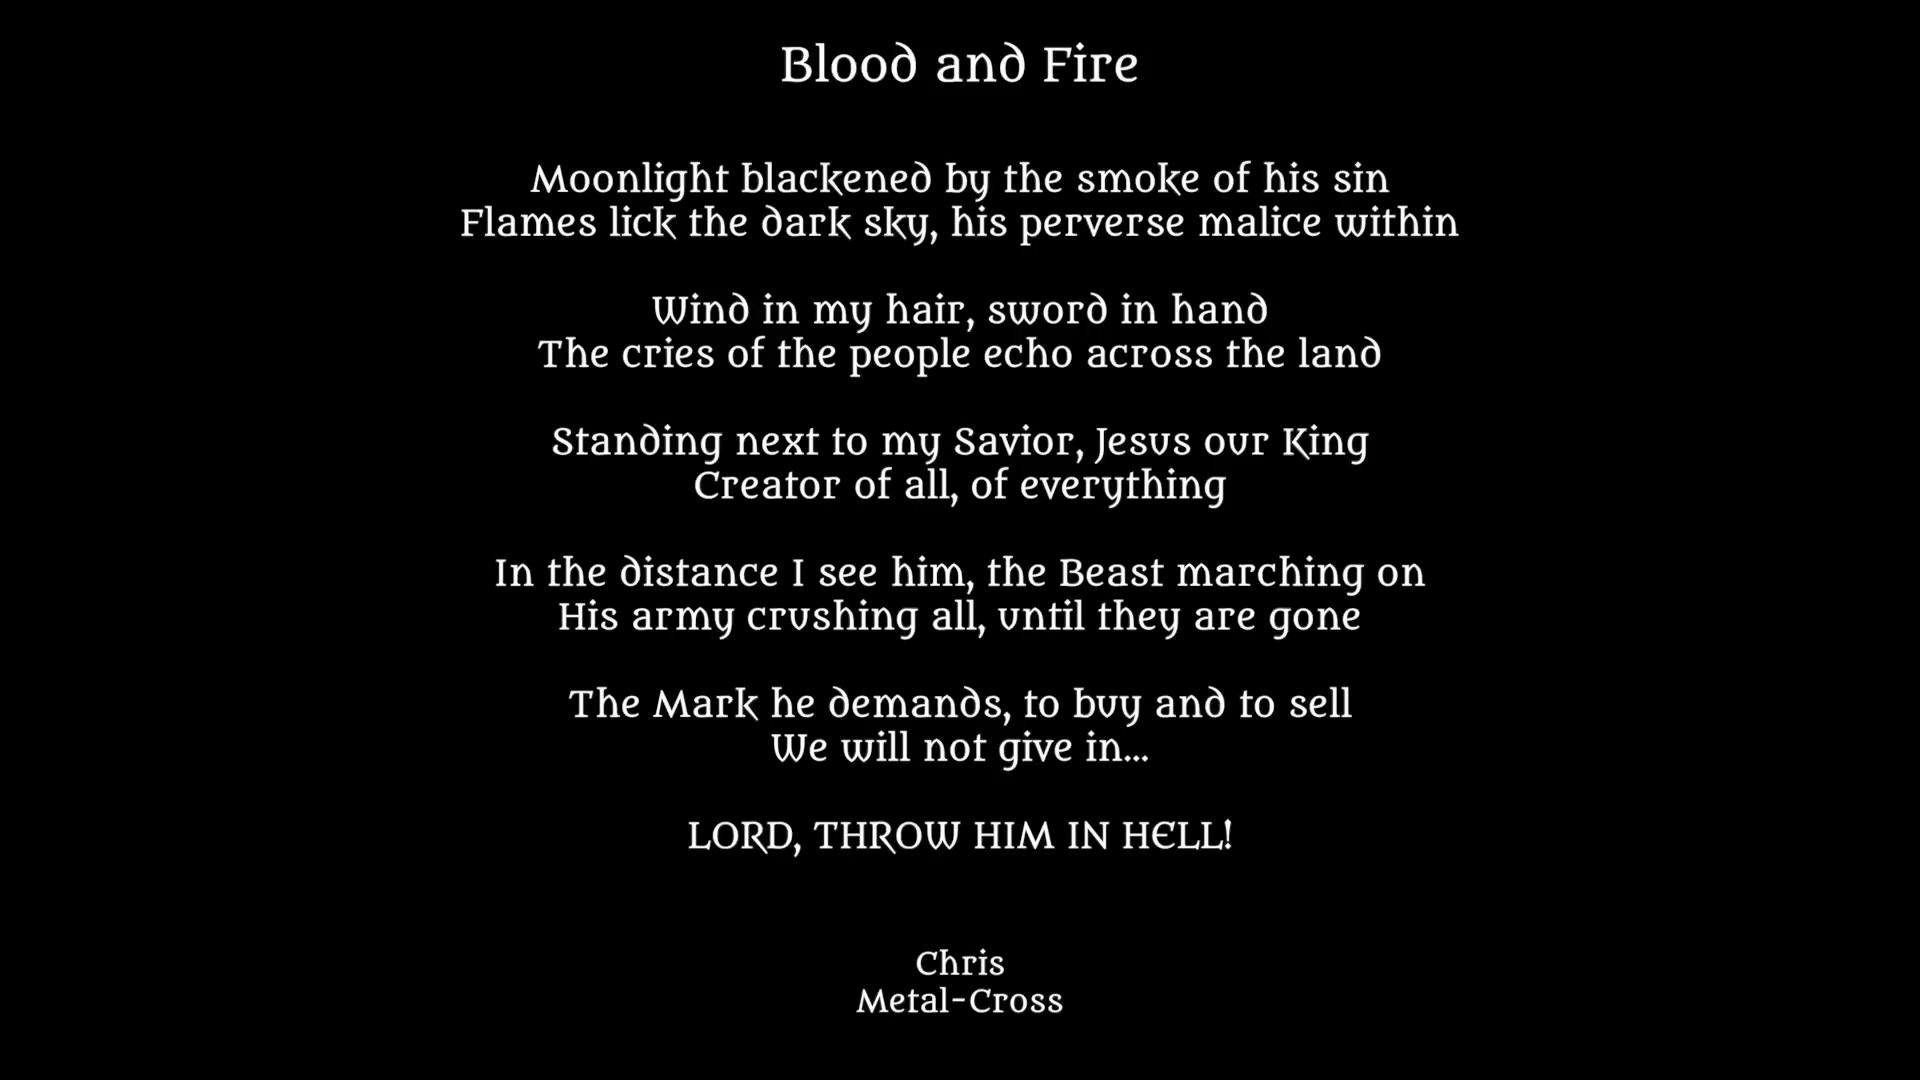 Blood and Fire
Moonlight blackened by the smoke of his sin
Flames lick the dark sky, his perverse malice within
Wind in my hair, sword in hand
The cries of the people echo across the land
Standing next to my Savior, Jesus our King
Creator of all, of everything
In the distance I see him, the Beast marching on
His army crushing all, until they are gone
The Mark he demands, to buy and to sell
We will not give in...
LORD, THROW HIM IN HELL!
Chris
Metal-Cross